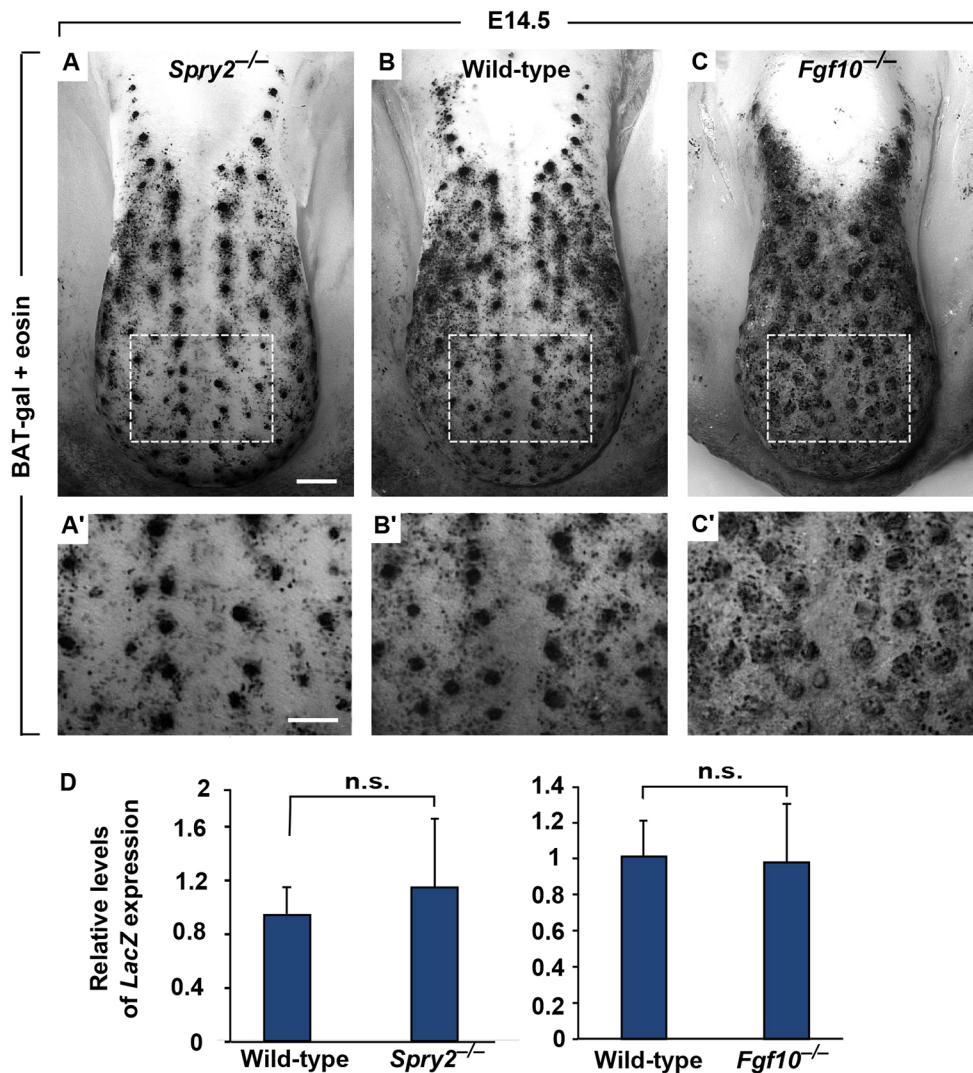 E14.5
BAT-gal + eosin
A
Spry2–/–
B
Wild-type
C
Fgf10–/–
A'
B'
C'
D
Relative levels
of LacZ expression
n.s.
2
1.6
1.2
0.8
0.4
0
Wild-type
Spry2–/–
n.s.
1.4
1.2
1
0.8
0.6
0.4
0.2
0
Wild-type
Fgf10–/–